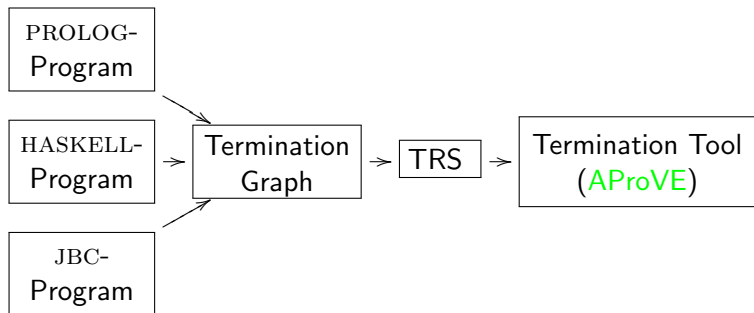 PROLOG-
Program
HASKELL-
Program
JBC-
Program
Termination
Graph
TRS
Termination Tool
(AProVE)